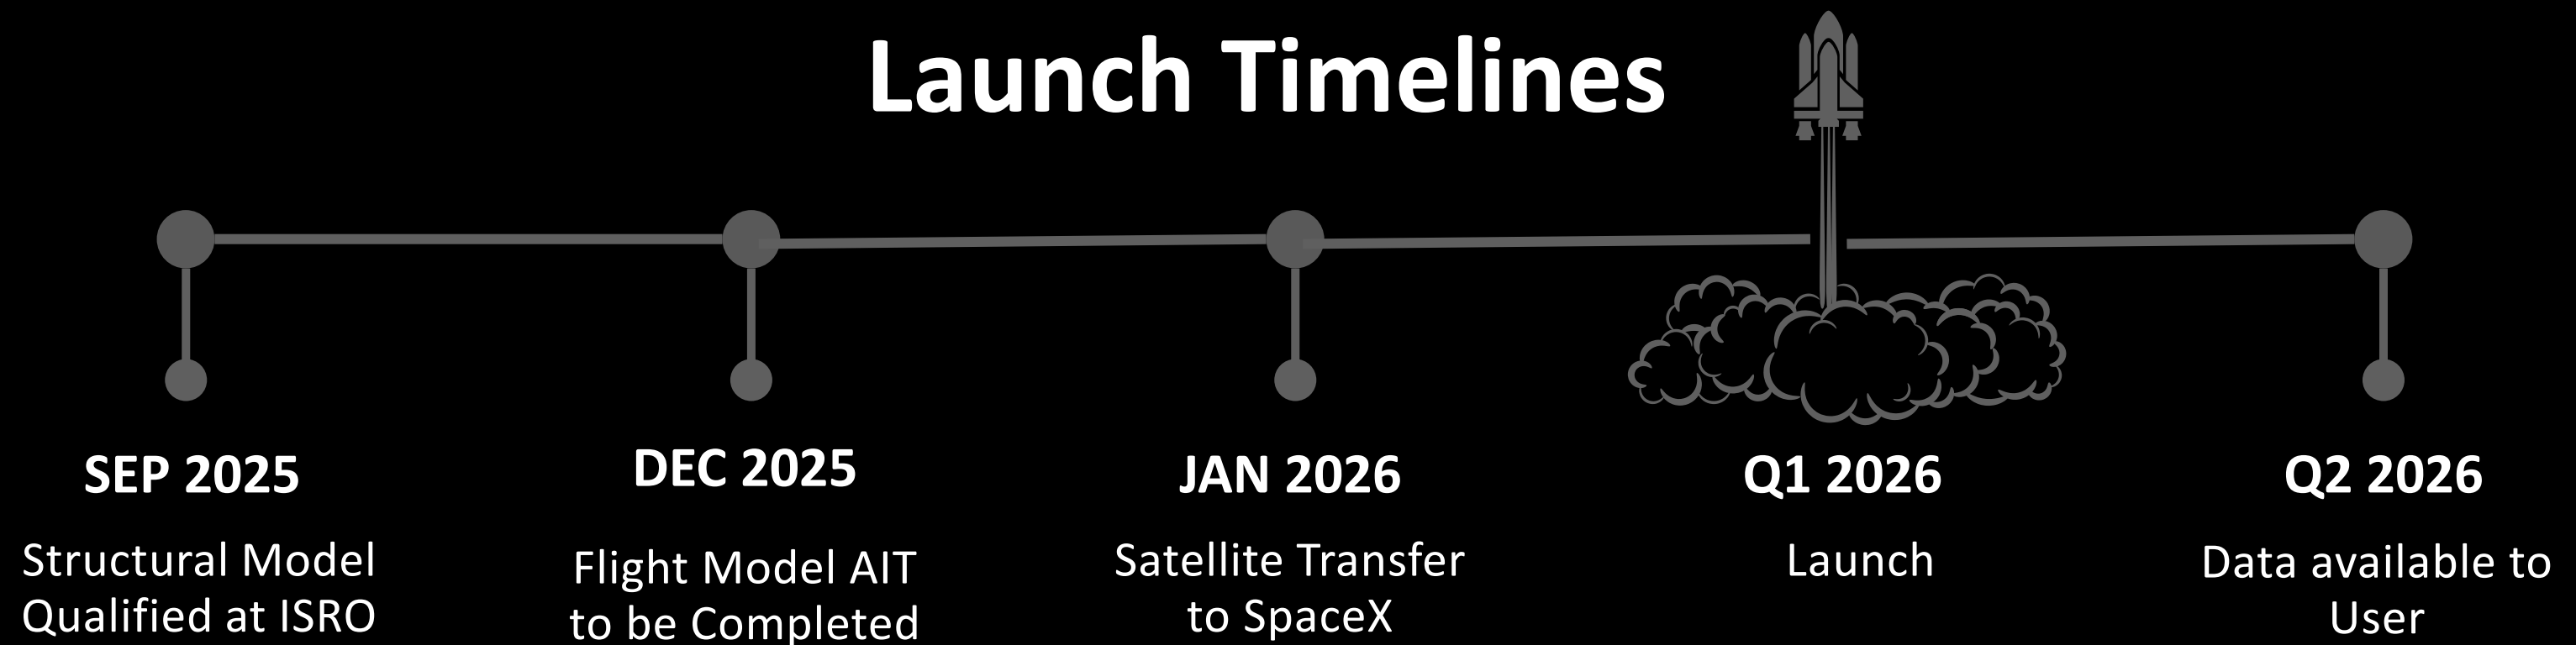 Launch Timelines
SEP 2025
Structural Model
Qualified at ISRO
DEC 2025
Flight Model AIT
to be Completed
JAN 2026
Satellite Transfer
to SpaceX
Q1 2026
Launch
Q2 2026
Data available to
User